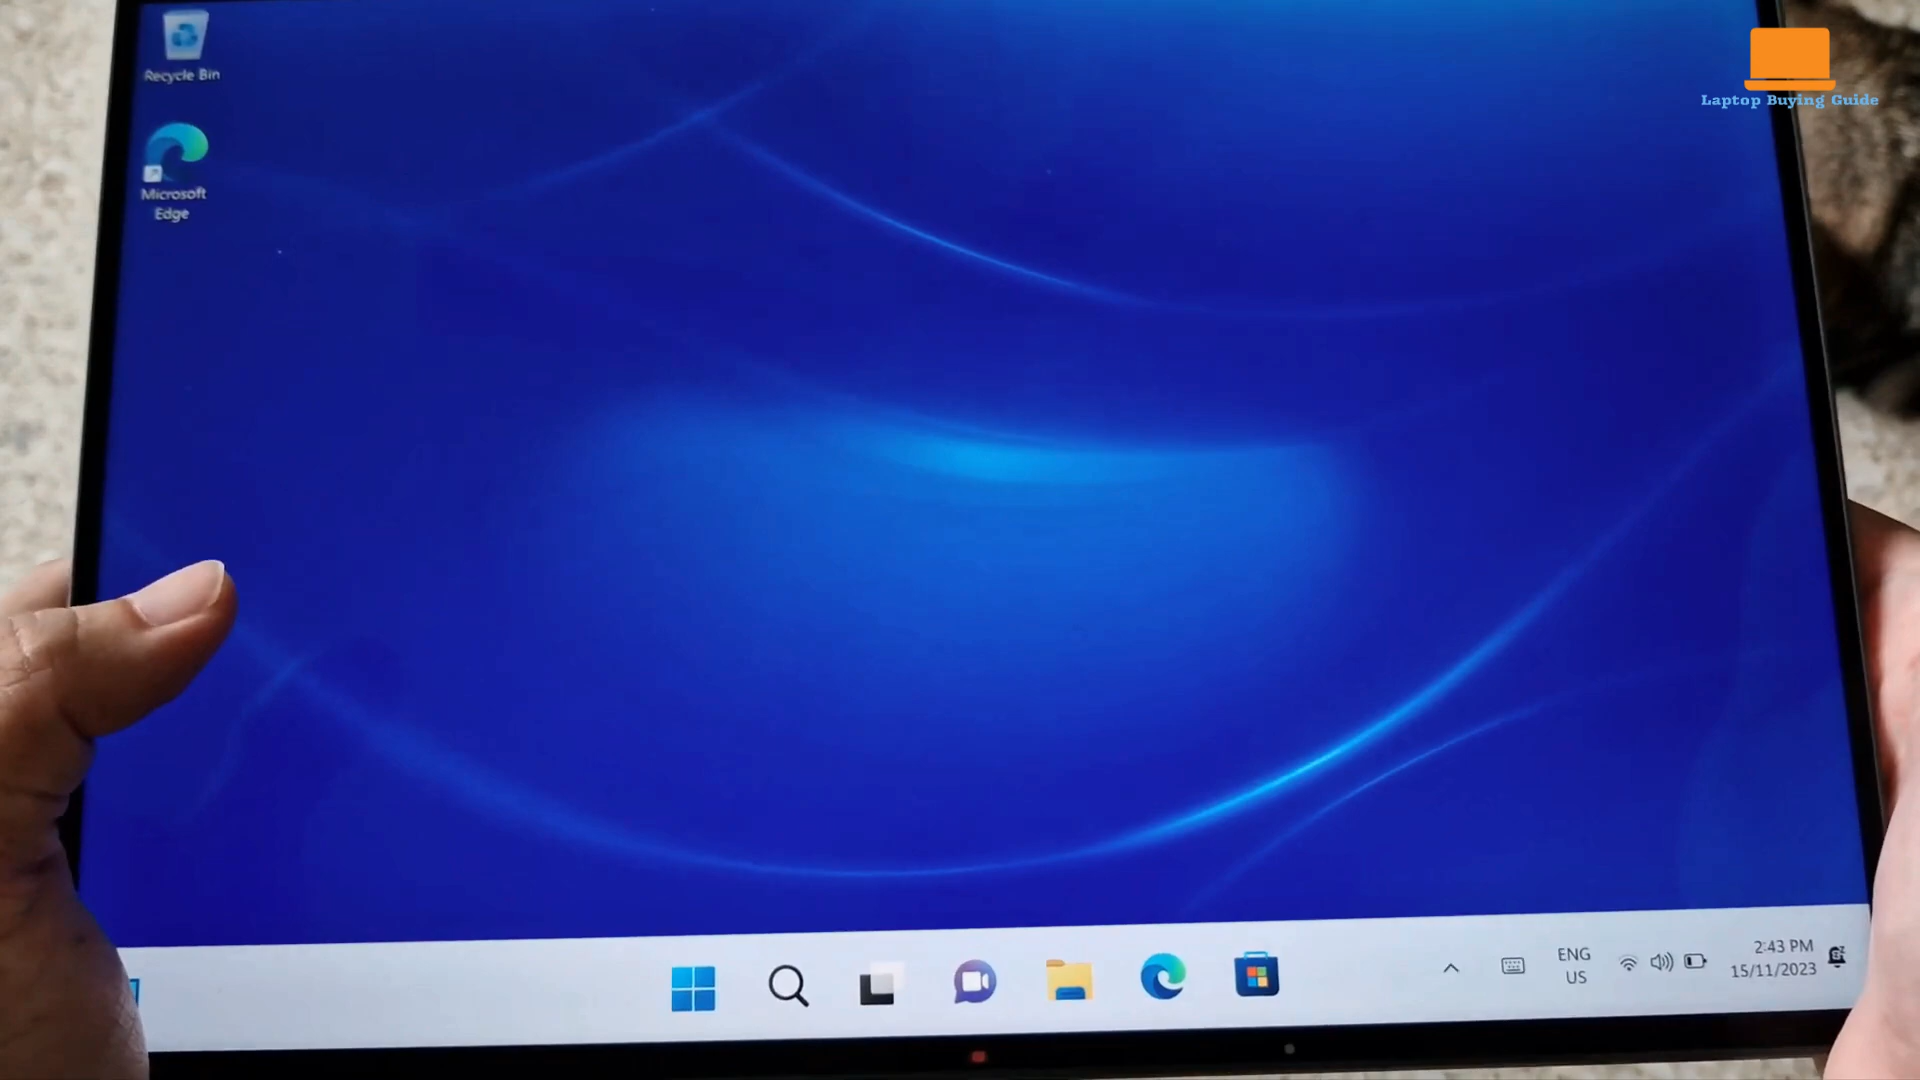 Recycle Bin
Microsoft
Edge
Laptop Buying Guide
ENG
US
2:43 PM
15/11/2023